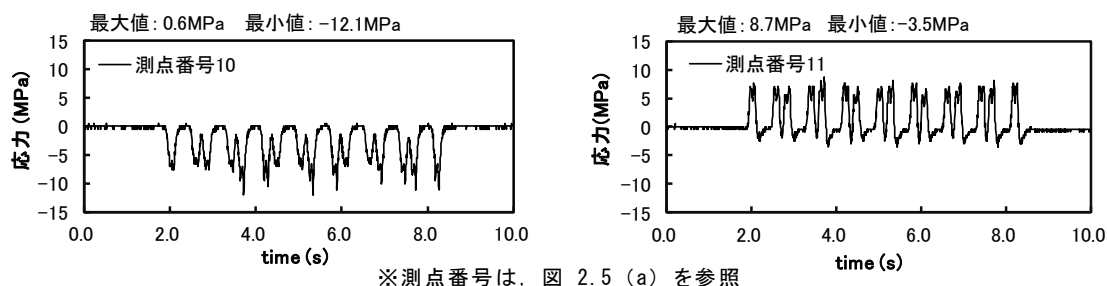 最大値：0.6MPa　最小値：−12.1MPa
15
10
5
0
−5
−10
−15
応力 (MPa)
測点番号10
0.0 2.0 4.0 6.0 8.0 10.0
time (s)
最大値：8.7MPa　最小値：−3.5MPa
15
10
5
0
−5
−10
−15
応力 (MPa)
測点番号11
0.0 2.0 4.0 6.0 8.0 10.0
time (s)
※測点番号は，図 2.5 (a) を参照